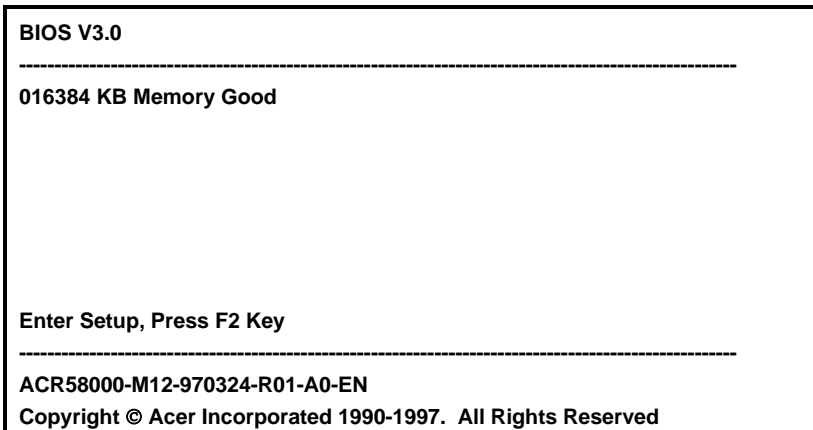 BIOS V3.0
------------------------------------------------------------------------------------------------------
016384 KB Memory Good
Enter Setup, Press F2 Key
------------------------------------------------------------------------------------------------------
ACR58000-M12-970324-R01-A0-EN
Copyright © Acer Incorporated 1990-1997.  All Rights Reserved